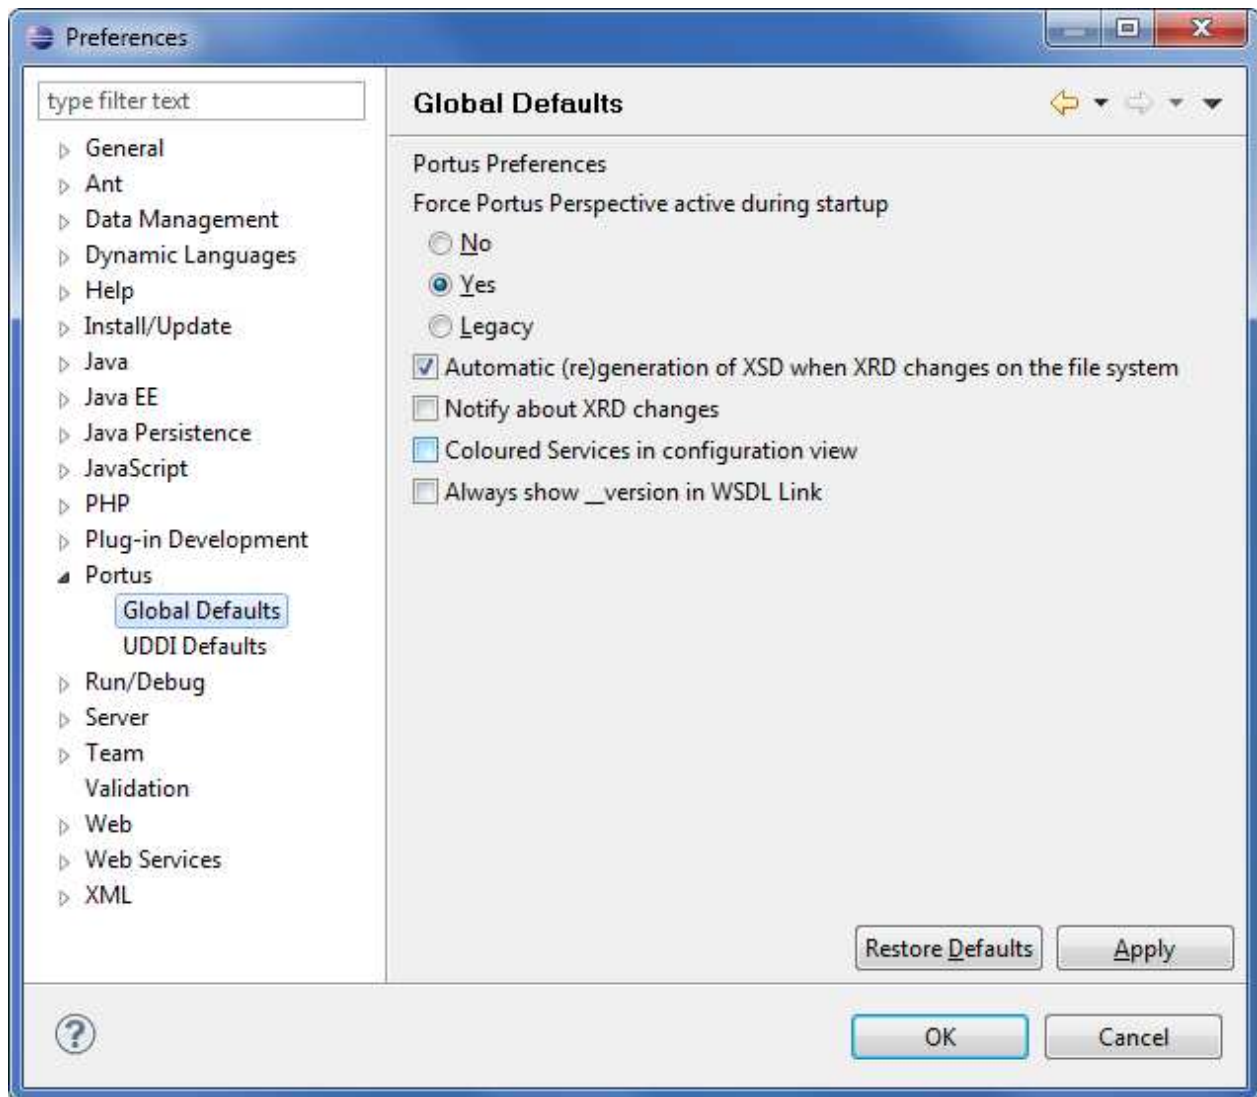 Preferences
type filter text
General
Ant
Data Management
Dynamic Languages
Help
Install/Update
Java
Java EE
Java Persistence
JavaScript
PHP
Plug-in Development
Portus
Global Defaults
UDDI Defaults
Run/Debug
Server
Team
Validation
Web
Web Services
XML
Global Defaults
Portus Preferences
Force Portus Perspective active during startup
No
Yes
Legacy
Automatic (re)generation of XSD when XRD changes on the file system
Notify about XRD changes
Coloured Services in configuration view
Always show __version in WSDL Link
Restore Defaults
Apply
?
OK
Cancel